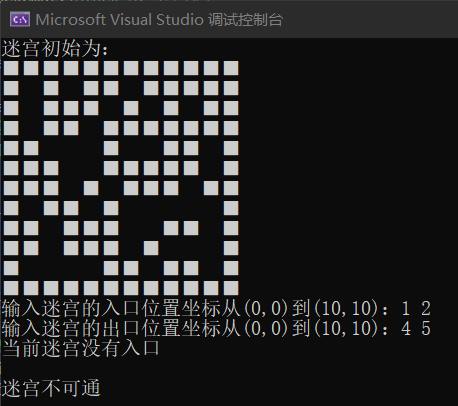 Microsoft Visual Studio 调试控制台
迷宫初始为：
■■■■■■■■■■■■
■ ■ ■■ ■■■■■
■ ■■■ ■ ■ ■■
■ ■■ ■■■■■■■
■■   ■  ■■ ■
■■■  ■■■■■ ■
■■■ ■ ■■■ ■■
■ ■■ ■     ■
■■ ■■■  ■■ ■
■■ ■■■ ■   ■
■    ■■ ■■ ■
■■■■■■■■■■■■
输入迷宫的入口位置坐标从(0,0)到(10,10)：1 2
输入迷宫的出口位置坐标从(0,0)到(10,10)：4 5
当前迷宫没有入口
迷宫不可通